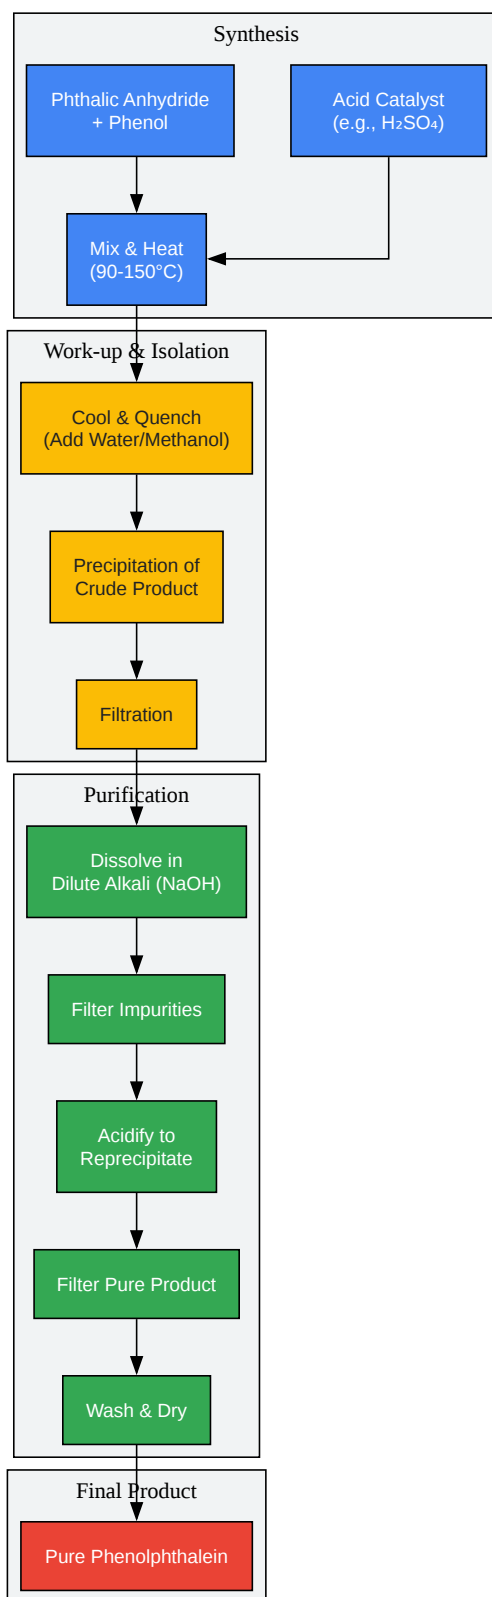 Synthesis
Phthalic Anhydride
+ Phenol
Acid Catalyst
(e.g., H₂SO₄)
Mix & Heat
(90-150°C)
Work-up & Isolation
Cool & Quench
(Add Water/Methanol)
Precipitation of
Crude Product
Filtration
Purification
Dissolve in
Dilute Alkali (NaOH)
Filter Impurities
Acidify to
Reprecipitate
Filter Pure Product
Wash & Dry
Final Product
Pure Phenolphthalein